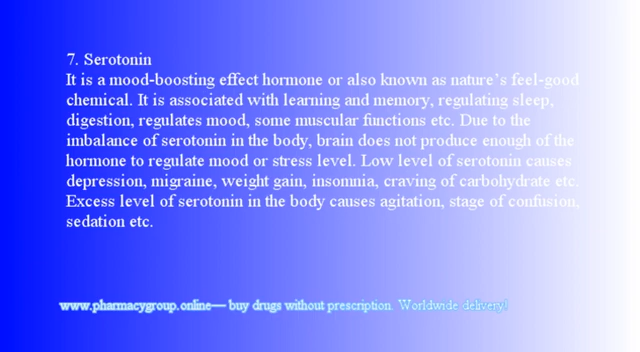 7. Serotonin
It is a mood-boosting effect hormone or also known as nature's feel-good
chemical. It is associated with learning and memory, regulating sleep,
digestion, regulates mood, some muscular functions etc. Due to the
imbalance of serotonin in the body, brain does not produce enough of the
hormone to regulate mood or stress level. Low level of serotonin causes
depression, migraine, weight gain, insomnia, craving of carbohydrate etc.
Excess level of serotonin in the body causes agitation, stage of confusion,
sedation etc.
www.pharmacygroup.online— buy drugs without prescription. Worldwide delivery!